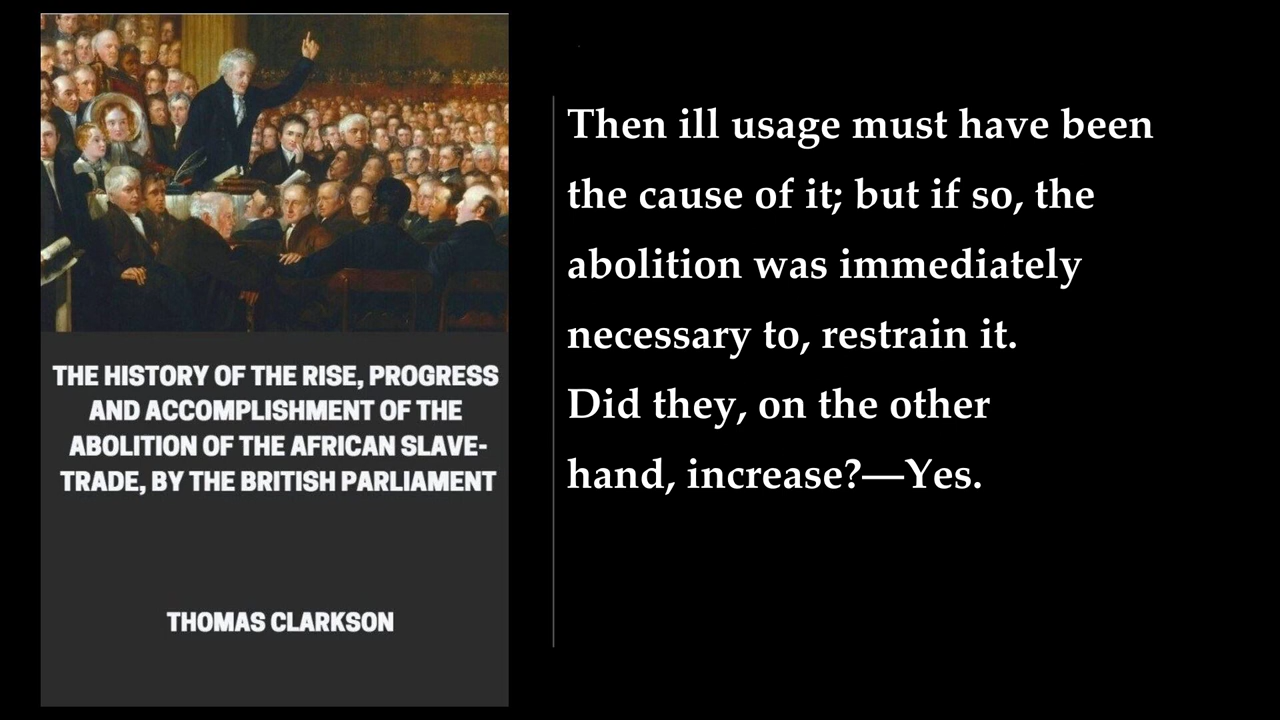 THE HISTORY OF THE RISE, PROGRESS
AND ACCOMPLISHMENT OF THE
ABOLITION OF THE AFRICAN SLAVE-
TRADE, BY THE BRITISH PARLIAMENT
THOMAS CLARKSON
Then ill usage must have been
the cause of it; but if so, the
abolition was immediately
necessary to, restrain it.
Did they, on the other
hand, increase?—Yes.